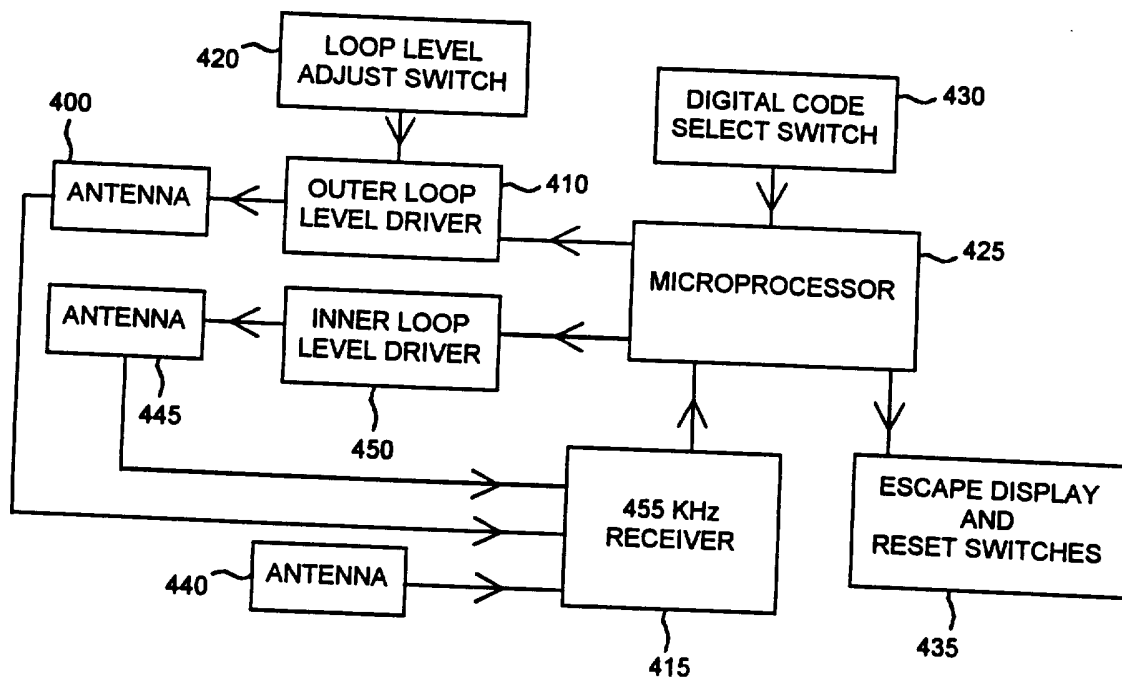 420
LOOP LEVEL
ADJUST SWITCH
DIGITAL CODE
SELECT SWITCH
430
400
ANTENNA
OUTER LOOP
LEVEL DRIVER
410
MICROPROCESSOR
425
ANTENNA
445
INNER LOOP
LEVEL DRIVER
450
455 KHz
RECEIVER
415
ESCAPE DISPLAY
AND
RESET SWITCHES
435
440
ANTENNA